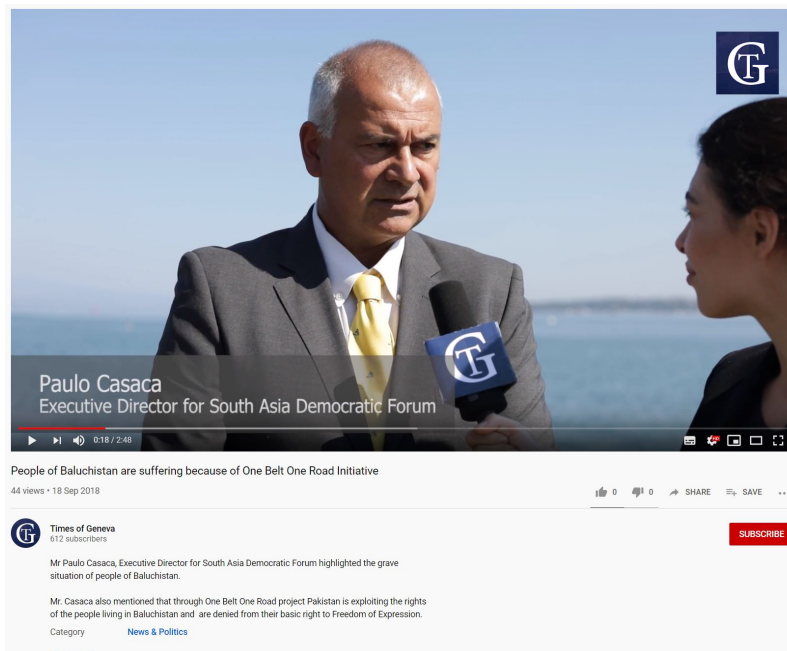 GT
Paulo Casaca
Executive Director for South Asia Democratic Forum
GT
0:18 / 2:48
HD
People of Baluchistan are suffering because of One Belt One Road Initiative
44 views • 18 Sep 2018
0 0 SHARE SAVE
GT
Times of Geneva
612 subscribers
SUBSCRIBE
Mr Paulo Casaca, Executive Director for South Asia Democratic Forum highlighted the grave
situation of people of Baluchistan.
Mr. Casaca also mentioned that through One Belt One Road project Pakistan is exploiting the rights
of the people living in Baluchistan and are denied from their basic right to Freedom of Expression.
Category News & Politics